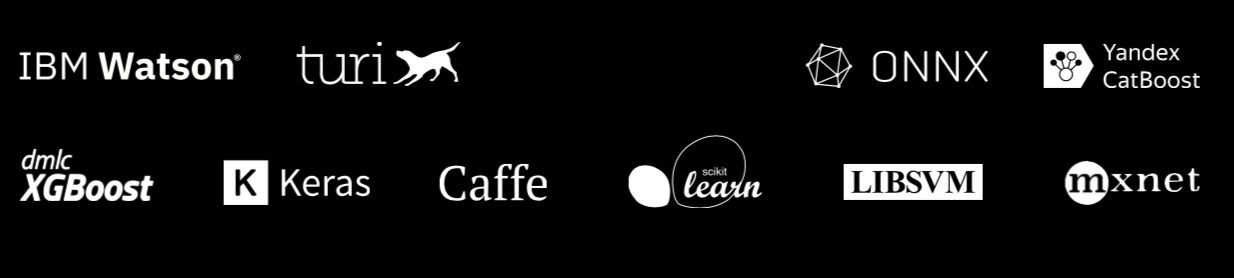 IBM Watson®
turi
ONNX
Yandex
CatBoost
dmlc
XGBoost
K Keras
Caffe
scikit
learn
LIBSVM
mxnet